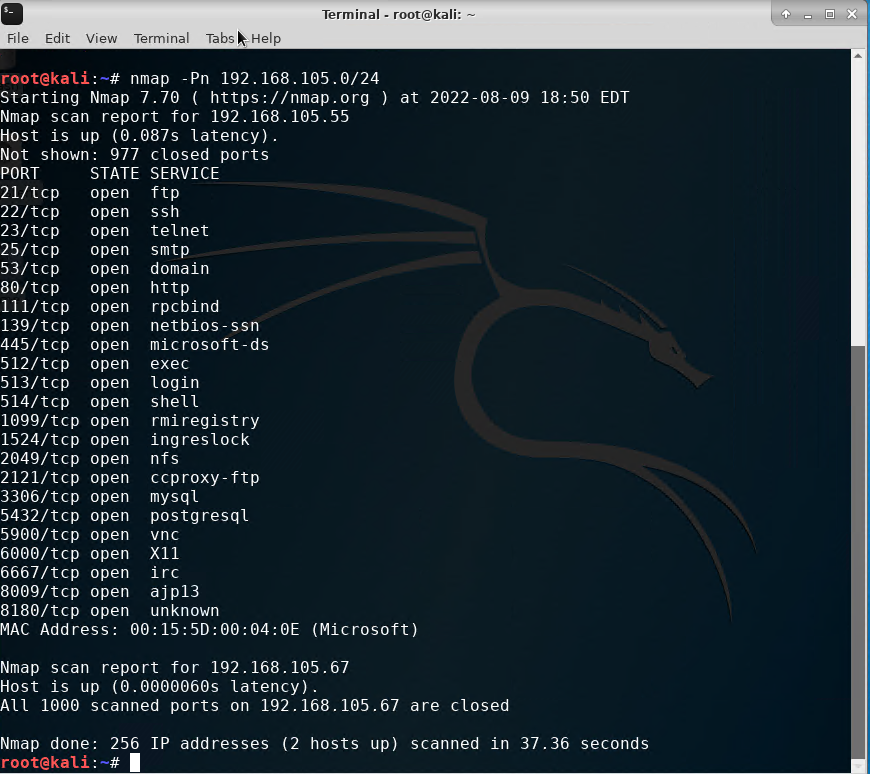 Terminal - root@kali: ~
File Edit View Terminal Tabs Help
root@kali:~# nmap -Pn 192.168.105.0/24
Starting Nmap 7.70 ( https://nmap.org ) at 2022-08-09 18:50 EDT
Nmap scan report for 192.168.105.55
Host is up (0.087s latency).
Not shown: 977 closed ports
PORT     STATE SERVICE
21/tcp   open  ftp
22/tcp   open  ssh
23/tcp   open  telnet
25/tcp   open  smtp
53/tcp   open  domain
80/tcp   open  http
111/tcp  open  rpcbind
139/tcp  open  netbios-ssn
445/tcp  open  microsoft-ds
512/tcp  open  exec
513/tcp  open  login
514/tcp  open  shell
1099/tcp open  rmiregistry
1524/tcp open  ingreslock
2049/tcp open  nfs
2121/tcp open  ccproxy-ftp
3306/tcp open  mysql
5432/tcp open  postgresql
5900/tcp open  vnc
6000/tcp open  X11
6667/tcp open  irc
8009/tcp open  ajp13
8180/tcp open  unknown
MAC Address: 00:15:5D:00:04:0E (Microsoft)
Nmap scan report for 192.168.105.67
Host is up (0.0000060s latency).
All 1000 scanned ports on 192.168.105.67 are closed
Nmap done: 256 IP addresses (2 hosts up) scanned in 37.36 seconds
root@kali:~#